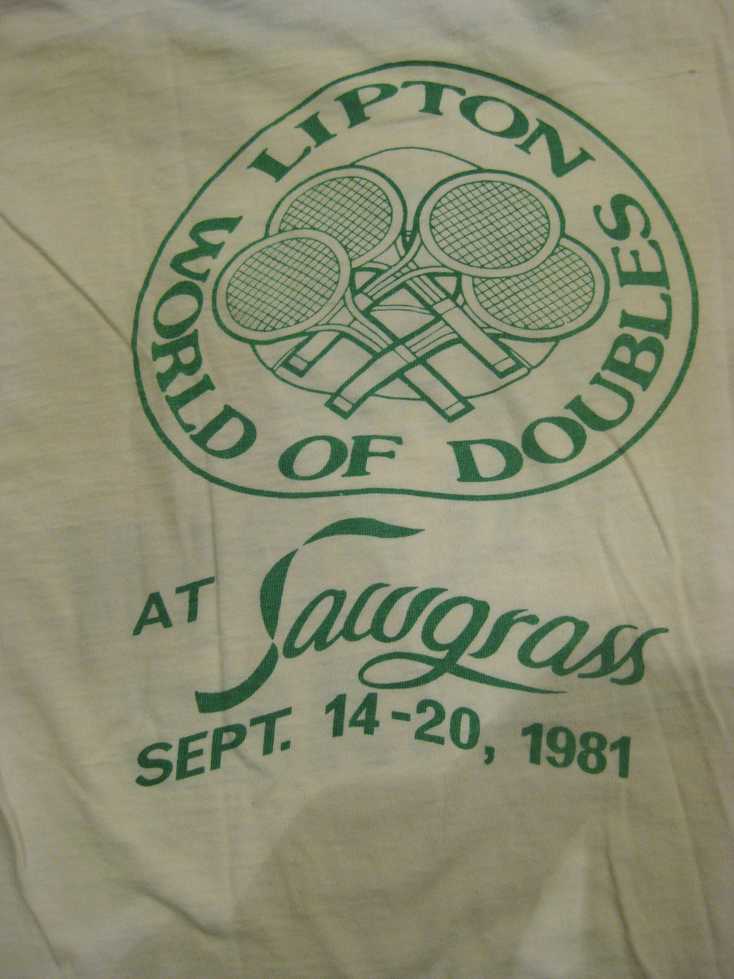 LIPTON
WORLD OF DOUBLES
AT Sawgrass
SEPT. 14-20, 1981